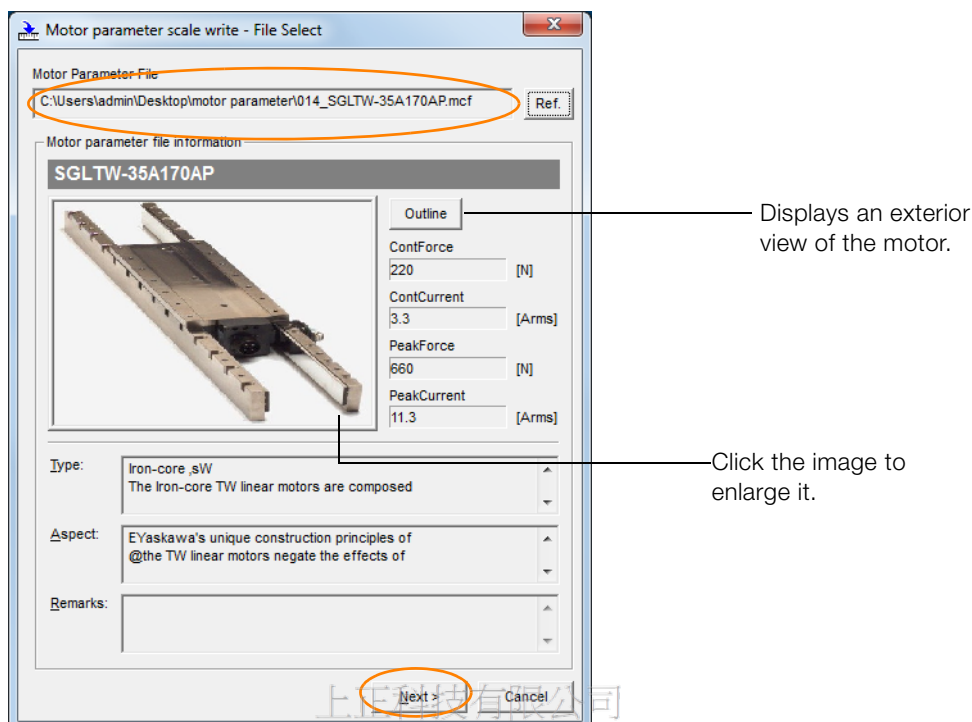 Motor parameter scale write - File Select
Motor Parameter File
C:\Users\admin\Desktop\motor parameter\014_SGLTW-35A170AP.mcf
Ref.
Motor parameter file information
SGLTW-35A170AP
Outline
Displays an exterior
view of the motor.
ContForce
220 [N]
ContCurrent
3.3 [Arms]
PeakForce
660 [N]
PeakCurrent
11.3 [Arms]
Click the image to
enlarge it.
Type:
Iron-core ,sW
The Iron-core TW linear motors are composed
Aspect:
EYaskawa's unique construction principles of
@the TW linear motors negate the effects of
Remarks:
Next >
Cancel
上正科技有限公司